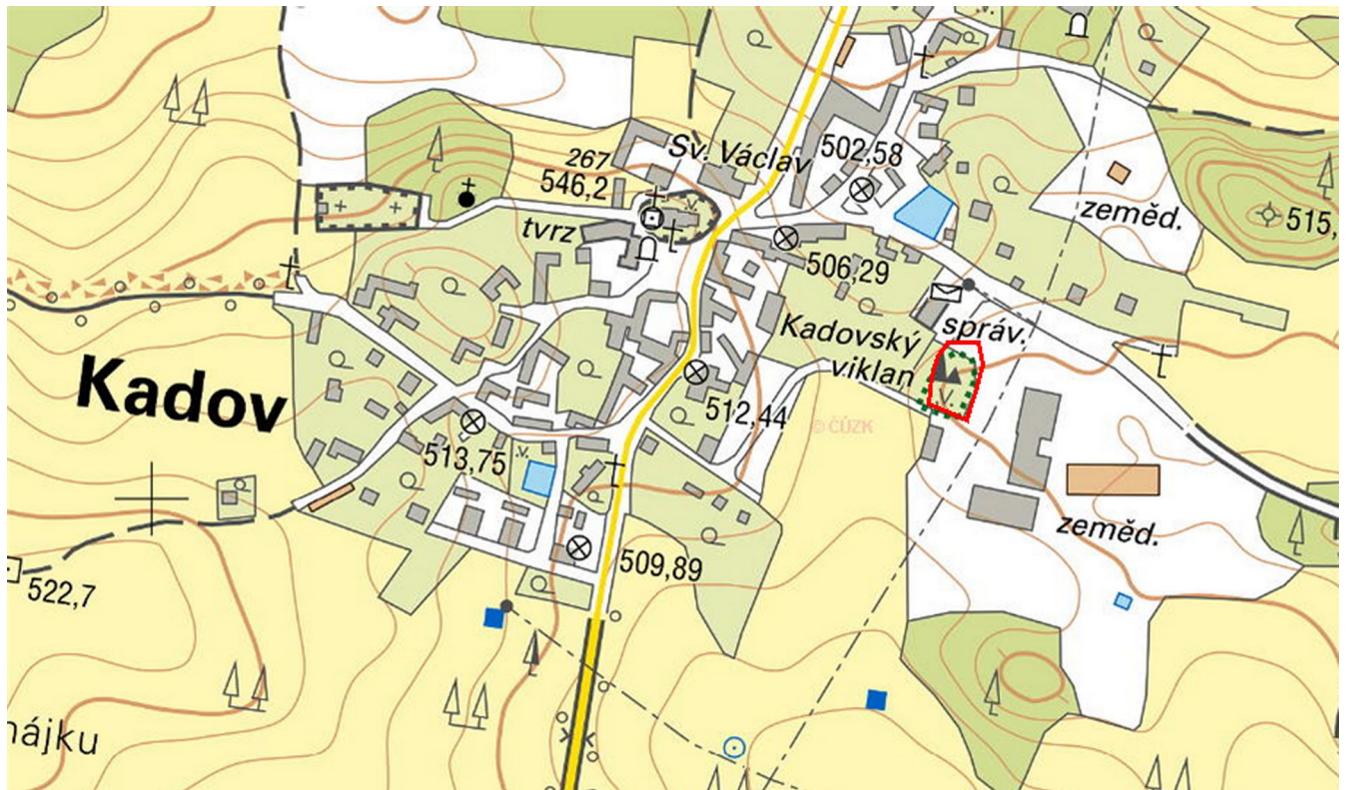 Sv. Václav
502,58
267
546,2
tvrz
zeměd.
515,
506,29
Kadovský
viklan
správ.
Kadov
512,44
© ČÚZK
v.
v.
v.
513,75
zeměd.
509,89
522,7
nájku